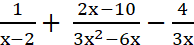 1/(x−2) + (2x−10)/(3x²−6x) − 4/(3x)